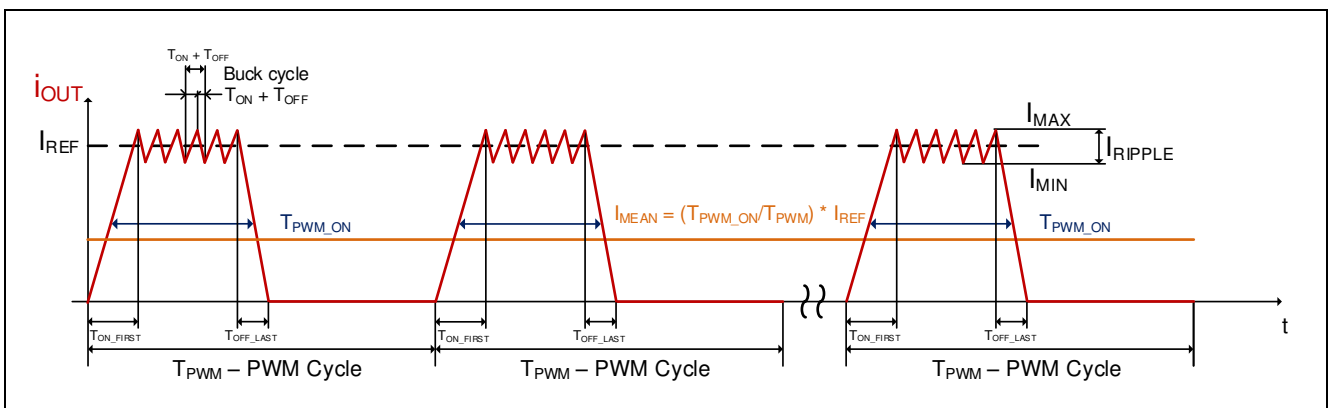 TON + TOFF
Buck cycle
TON + TOFF
iOUT
IREF
IMAX
IRIPPLE
IMIN
TPWM_ON
IMEAN = (TPWM_ON/TPWM) * IREF
TPWM_ON
TON_FIRST
TOFF_LAST
TON_FIRST
TOFF_LAST
TON_FIRST
TOFF_LAST
t
TPWM – PWM Cycle
TPWM – PWM Cycle
TPWM – PWM Cycle